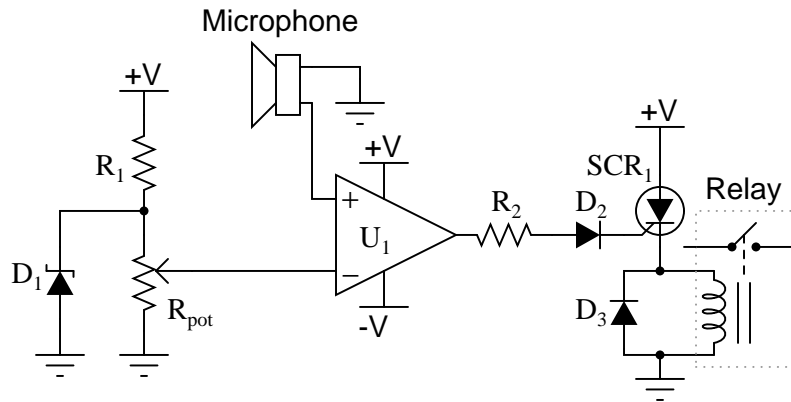 Microphone
+V
+V
+V
SCR1
Relay
R1
R2
D2
+
U1
−
D1
Rpot
-V
D3